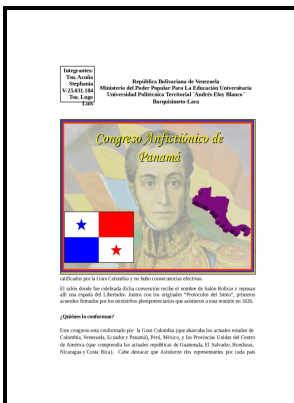 Integrantes:
Tsu. Acuña
Stephania
V-25.031.184
Tsu. Lugo
Luis
República Bolivariana de Venezuela
Ministerio del Poder Popular Para La Educación Universitaria
Universidad Politécnica Territorial ¨Andrés Eloy Blanco¨
Barquisimeto-Lara
Congreso Anfictiónico de
Panamá
ratificados por la Gran Colombia y no hubo consecuencias efectivas.
El salón donde fue celebrada dicha convención recibe el nombre de Salón Bolívar y reposan
allí una espada del Libertador. Juntos con los originales "Protocolos del Istmo", primeros
acuerdos firmados por los ministerios plenipotenciarios que asistieron a esta reunión en 1826.
¿Quiénes lo conforman?
Este congreso esta conformado por la Gran Colombia (que abarcaba los actuales estados de
Colombia, Venezuela, Ecuador y Panamá), Perú, México, y las Provincias Unidas del Centro
de América (que comprendía las actuales repúblicas de Guatemala, El Salvador, Honduras,
Nicaragua y Costa Rica). Cabe destacar que Asistieron dos representantes por cada país